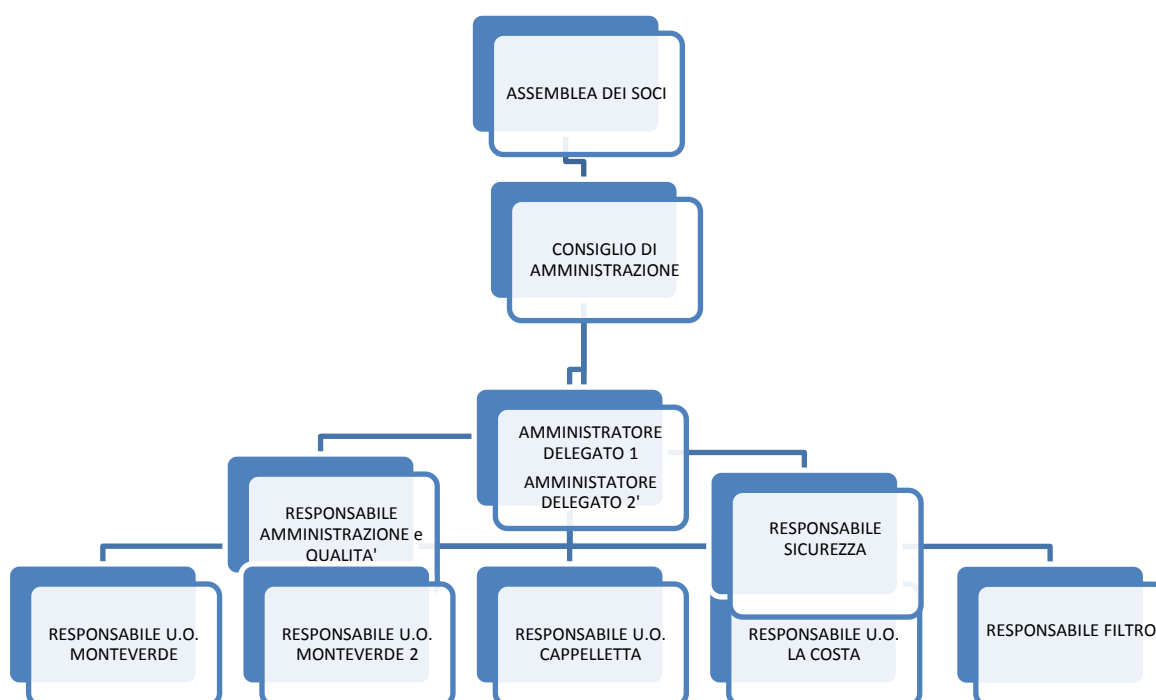 ASSEMBLEA DEI SOCI
CONSIGLIO DI
AMMINISTRAZIONE
AMMINISTRATORE
DELEGATO 1
AMMINISTATORE
DELEGATO 2'
RESPONSABILE
AMMINISTRAZIONE e
QUALITA'
RESPONSABILE
SICUREZZA
RESPONSABILE U.O.
MONTEVERDE
RESPONSABILE U.O.
MONTEVERDE 2
RESPONSABILE U.O.
CAPPELLETTA
RESPONSABILE U.O.
LA COSTA
RESPONSABILE FILTRO